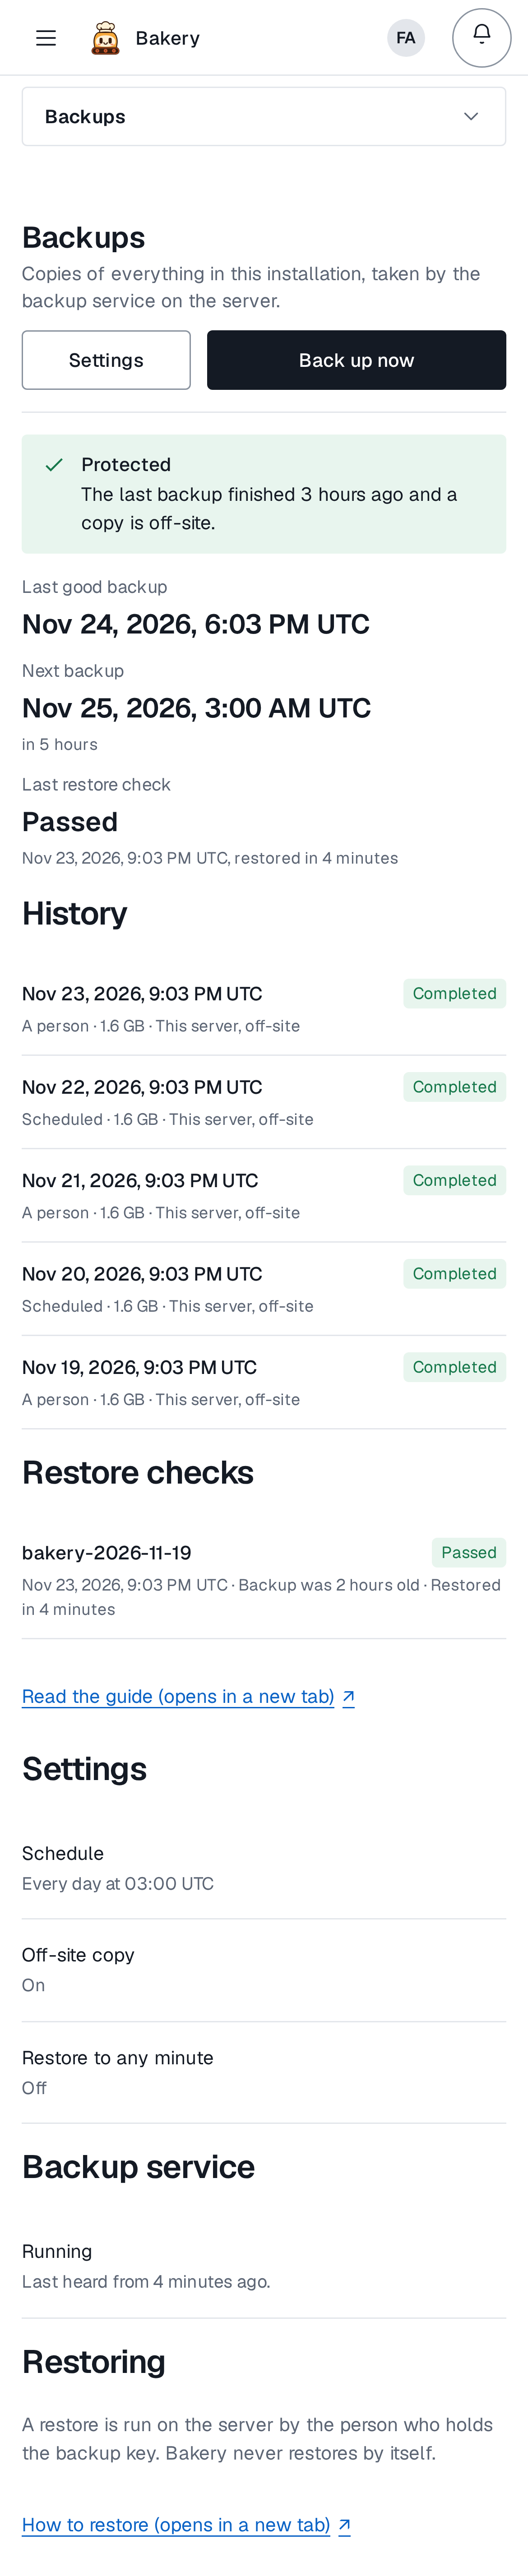 Bakery
FA
Backups
Backups
Copies of everything in this installation, taken by the
backup service on the server.
Settings
Back up now
Protected
The last backup finished 3 hours ago and a
copy is off-site.
Last good backup
Nov 24, 2026, 6:03 PM UTC
Next backup
Nov 25, 2026, 3:00 AM UTC
in 5 hours
Last restore check
Passed
Nov 23, 2026, 9:03 PM UTC, restored in 4 minutes
History
Nov 23, 2026, 9:03 PM UTC
Completed
A person · 1.6 GB · This server, off-site
Nov 22, 2026, 9:03 PM UTC
Completed
Scheduled · 1.6 GB · This server, off-site
Nov 21, 2026, 9:03 PM UTC
Completed
A person · 1.6 GB · This server, off-site
Nov 20, 2026, 9:03 PM UTC
Completed
Scheduled · 1.6 GB · This server, off-site
Nov 19, 2026, 9:03 PM UTC
Completed
A person · 1.6 GB · This server, off-site
Restore checks
bakery-2026-11-19
Passed
Nov 23, 2026, 9:03 PM UTC · Backup was 2 hours old · Restored
in 4 minutes
Read the guide (opens in a new tab)
Settings
Schedule
Every day at 03:00 UTC
Off-site copy
On
Restore to any minute
Off
Backup service
Running
Last heard from 4 minutes ago.
Restoring
A restore is run on the server by the person who holds
the backup key. Bakery never restores by itself.
How to restore (opens in a new tab)